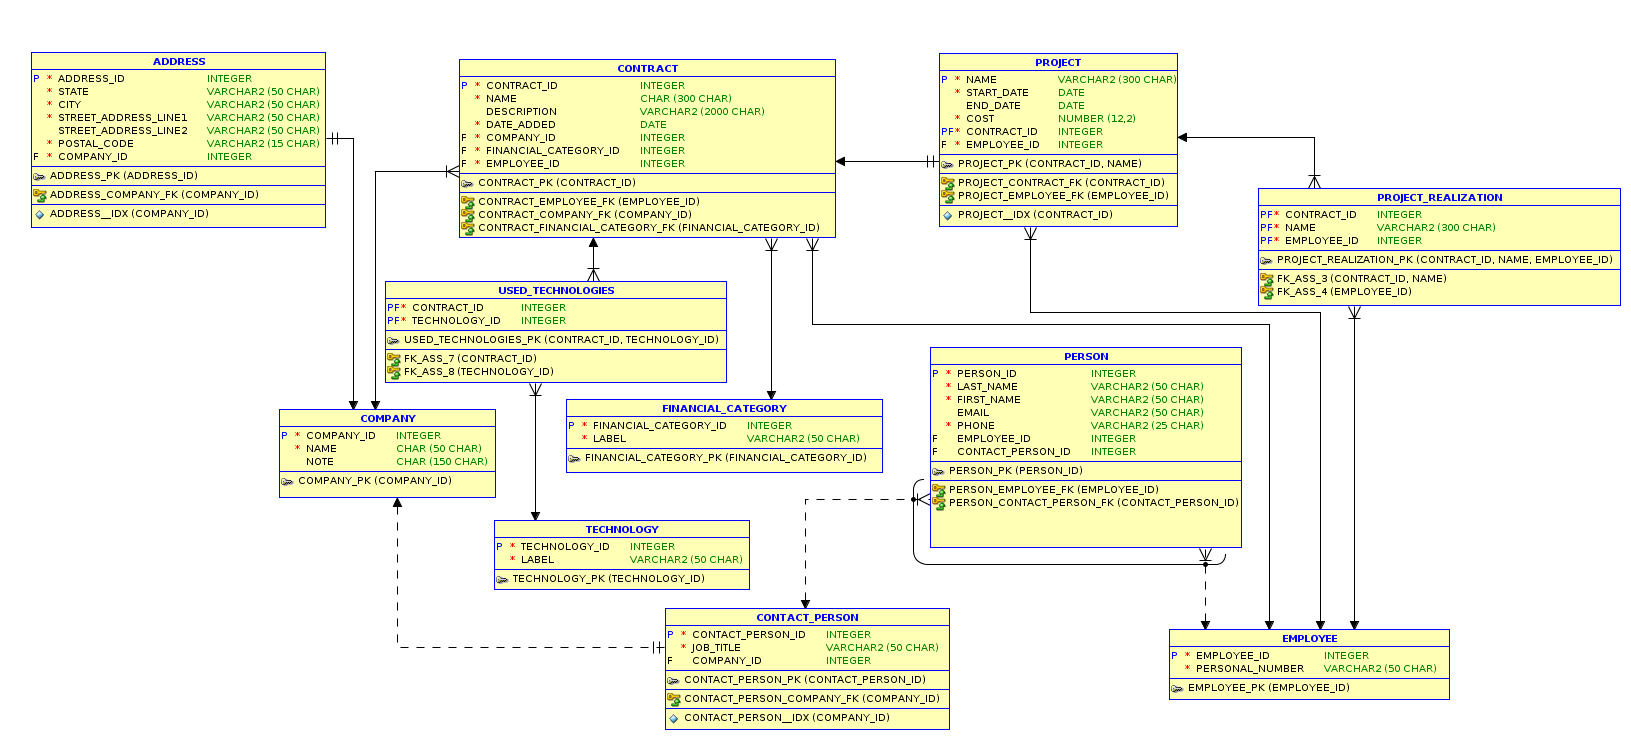 ADDRESS
P * ADDRESS_ID INTEGER
* STATE VARCHAR2 (50 CHAR)
* CITY VARCHAR2 (50 CHAR)
* STREET_ADDRESS_LINE1 VARCHAR2 (50 CHAR)
STREET_ADDRESS_LINE2 VARCHAR2 (50 CHAR)
* POSTAL_CODE VARCHAR2 (15 CHAR)
F * COMPANY_ID INTEGER
ADDRESS_PK (ADDRESS_ID)
ADDRESS_COMPANY_FK (COMPANY_ID)
ADDRESS__IDX (COMPANY_ID)
CONTRACT
P * CONTRACT_ID INTEGER
* NAME CHAR (300 CHAR)
DESCRIPTION VARCHAR2 (2000 CHAR)
* DATE_ADDED DATE
F * COMPANY_ID INTEGER
F * FINANCIAL_CATEGORY_ID INTEGER
F * EMPLOYEE_ID INTEGER
CONTRACT_PK (CONTRACT_ID)
CONTRACT_EMPLOYEE_FK (EMPLOYEE_ID)
CONTRACT_COMPANY_FK (COMPANY_ID)
CONTRACT_FINANCIAL_CATEGORY_FK (FINANCIAL_CATEGORY_ID)
PROJECT
P * NAME VARCHAR2 (300 CHAR)
* START_DATE DATE
END_DATE DATE
* COST NUMBER (12,2)
PF* CONTRACT_ID INTEGER
F * EMPLOYEE_ID INTEGER
PROJECT_PK (CONTRACT_ID, NAME)
PROJECT_CONTRACT_FK (CONTRACT_ID)
PROJECT_EMPLOYEE_FK (EMPLOYEE_ID)
PROJECT__IDX (CONTRACT_ID)
PROJECT_REALIZATION
PF* CONTRACT_ID INTEGER
PF* NAME VARCHAR2 (300 CHAR)
PF* EMPLOYEE_ID INTEGER
PROJECT_REALIZATION_PK (CONTRACT_ID, NAME, EMPLOYEE_ID)
FK_ASS_3 (CONTRACT_ID, NAME)
FK_ASS_4 (EMPLOYEE_ID)
USED_TECHNOLOGIES
PF* CONTRACT_ID INTEGER
PF* TECHNOLOGY_ID INTEGER
USED_TECHNOLOGIES_PK (CONTRACT_ID, TECHNOLOGY_ID)
FK_ASS_7 (CONTRACT_ID)
FK_ASS_8 (TECHNOLOGY_ID)
PERSON
P * PERSON_ID INTEGER
* LAST_NAME VARCHAR2 (50 CHAR)
* FIRST_NAME VARCHAR2 (50 CHAR)
EMAIL VARCHAR2 (50 CHAR)
* PHONE VARCHAR2 (25 CHAR)
F EMPLOYEE_ID INTEGER
F CONTACT_PERSON_ID INTEGER
PERSON_PK (PERSON_ID)
PERSON_EMPLOYEE_FK (EMPLOYEE_ID)
PERSON_CONTACT_PERSON_FK (CONTACT_PERSON_ID)
COMPANY
P * COMPANY_ID INTEGER
* NAME CHAR (50 CHAR)
NOTE CHAR (150 CHAR)
COMPANY_PK (COMPANY_ID)
FINANCIAL_CATEGORY
P * FINANCIAL_CATEGORY_ID INTEGER
* LABEL VARCHAR2 (50 CHAR)
FINANCIAL_CATEGORY_PK (FINANCIAL_CATEGORY_ID)
TECHNOLOGY
P * TECHNOLOGY_ID INTEGER
* LABEL VARCHAR2 (50 CHAR)
TECHNOLOGY_PK (TECHNOLOGY_ID)
CONTACT_PERSON
P * CONTACT_PERSON_ID INTEGER
* JOB_TITLE VARCHAR2 (50 CHAR)
F COMPANY_ID INTEGER
CONTACT_PERSON_PK (CONTACT_PERSON_ID)
CONTACT_PERSON_COMPANY_FK (COMPANY_ID)
CONTACT_PERSON__IDX (COMPANY_ID)
EMPLOYEE
P * EMPLOYEE_ID INTEGER
* PERSONAL_NUMBER VARCHAR2 (50 CHAR)
EMPLOYEE_PK (EMPLOYEE_ID)